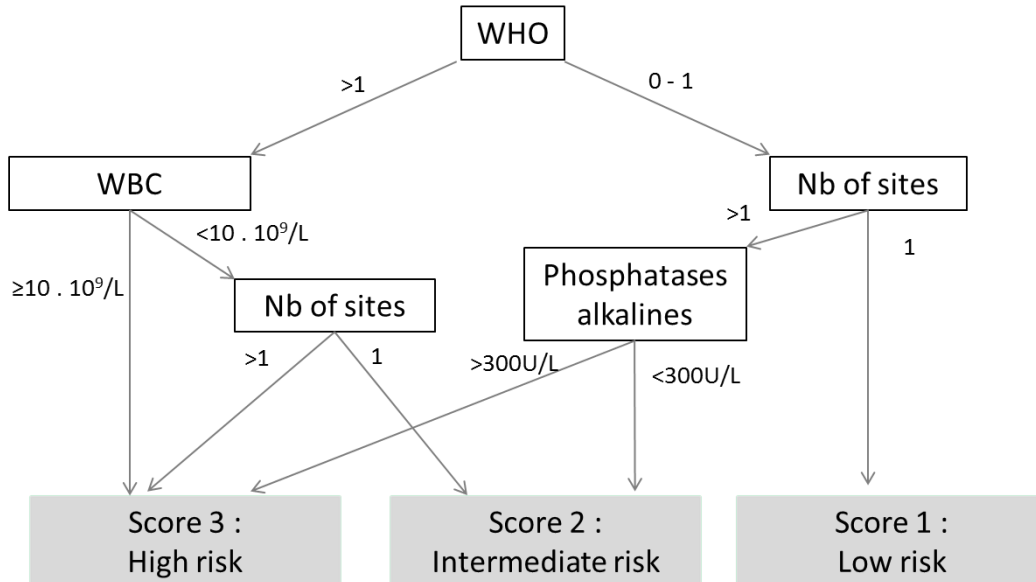 WHO
>1
0 - 1
WBC
Nb of sites
<10 . 10⁹/L
>1
1
≥10 . 10⁹/L
Phosphatases
alkalines
Nb of sites
>1
1
>300U/L
<300U/L
Score 3 :
High risk
Score 2 :
Intermediate risk
Score 1 :
Low risk